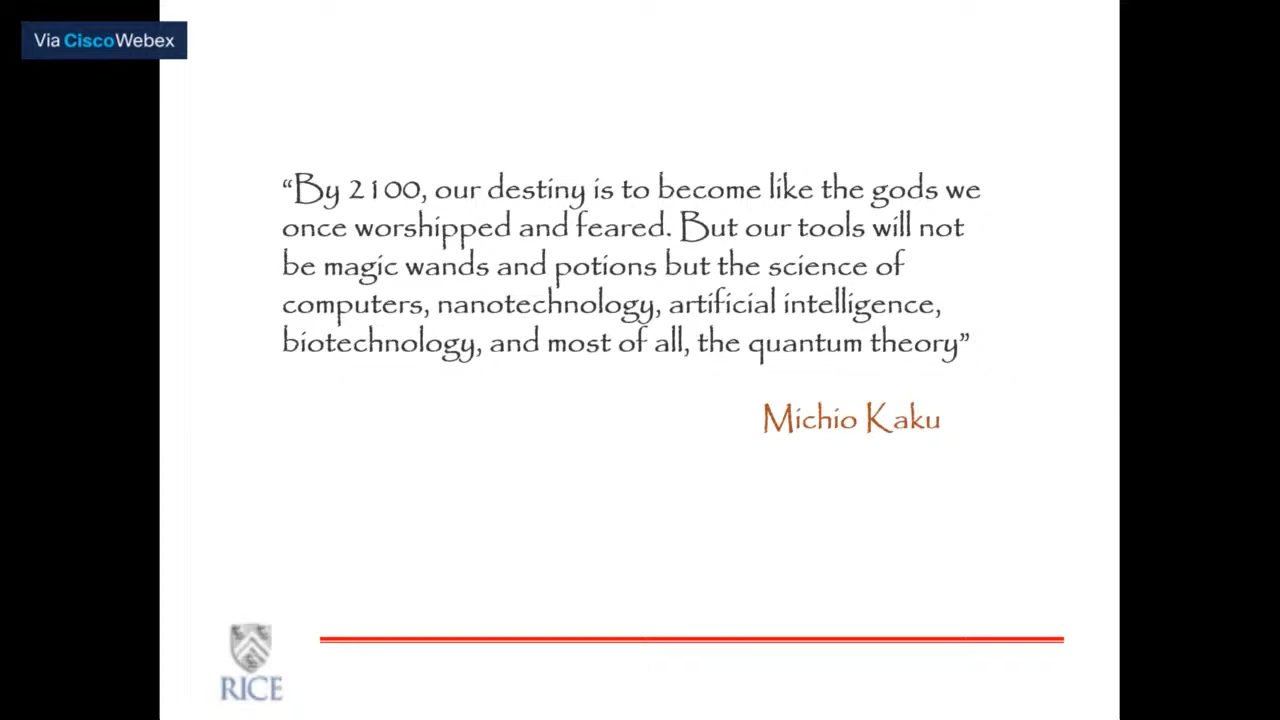 Via CiscoWebex
“By 2100, our destiny is to become like the gods we
once worshipped and feared. But our tools will not
be magic wands and potions but the science of
computers, nanotechnology, artificial intelligence,
biotechnology, and most of all, the quantum theory”
Michio Kaku
RICE